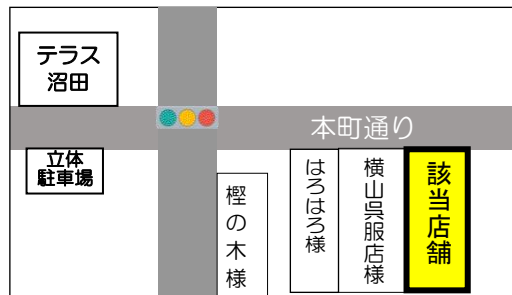 テラス
沼田
本町通り
立体
駐車場
樫の木様
はろはろ様
横山呉服店様
該当店舗